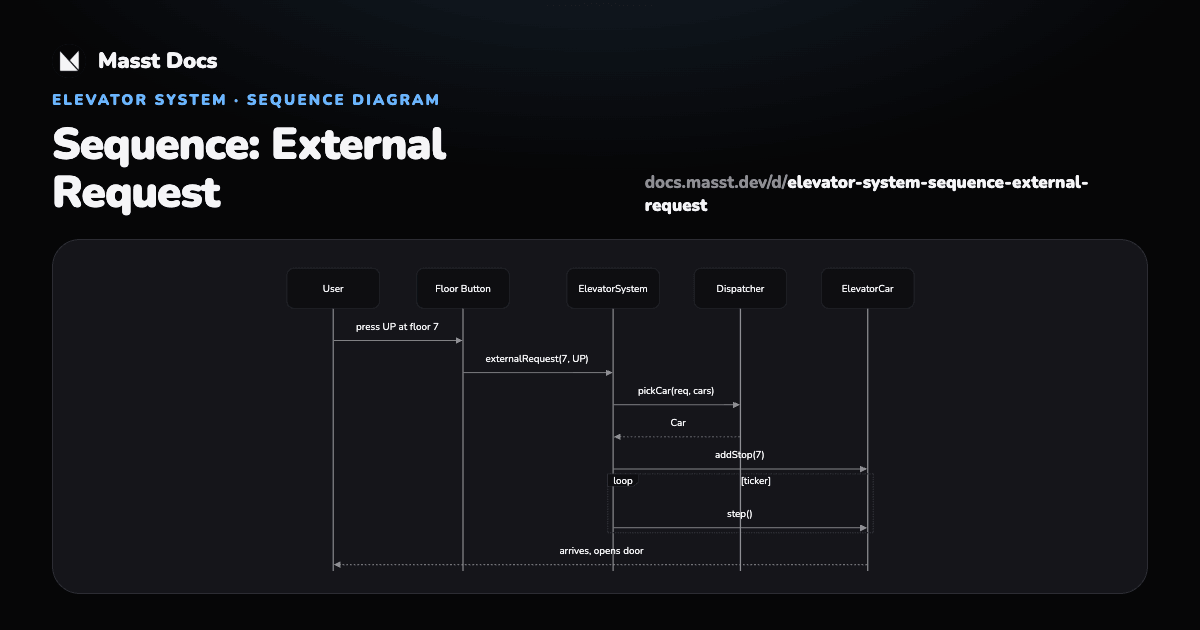 Masst Docs
ELEVATOR SYSTEM · SEQUENCE DIAGRAM
Sequence: External
Request
docs.masst.dev/d/elevator-system-sequence-external-
request
User
Floor Button
ElevatorSystem
Dispatcher
ElevatorCar
press UP at floor 7
externalRequest(7, UP)
pickCar(req, cars)
Car
addStop(7)
loop
[ticker]
step()
arrives, opens door